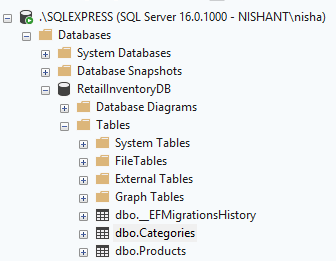 .\SQLEXPRESS (SQL Server 16.0.1000 - NISHANT\nisha)
Databases
System Databases
Database Snapshots
RetailInventoryDB
Database Diagrams
Tables
System Tables
FileTables
External Tables
Graph Tables
dbo.__EFMigrationsHistory
dbo.Categories
dbo.Products